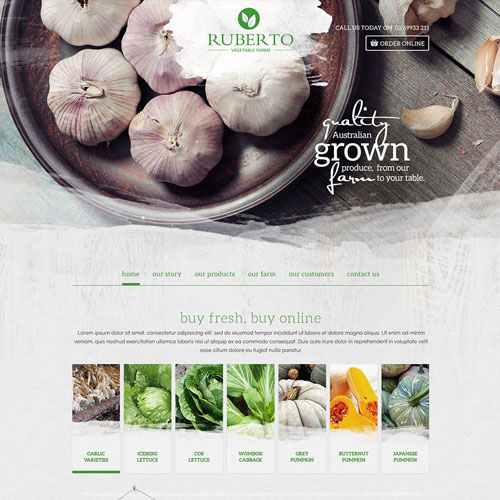 RUBERTO
VEGETABLE FARMS
CALL US TODAY ON 02 69933 211
ORDER ONLINE
quality
Australian
grown
produce, from our
farm to your table.
home our story our products our farm our customers contact us
buy fresh, buy online
Lorem ipsum dolor sit amet, consectetur adipiscing elit, sed do eiusmod tempor incididunt ut labore et dolore magna aliqua.
Ut enim ad minim veniam, quis nostrud exercitation ullamco laboris nisi ut aliquip ex ea commodo consequat. Duis aute irure dolor in reprehenderit in voluptate velit
esse cillum dolore eu fugiat nulla pariatur.
GARLIC
VARIETIES
ICEBERG
LETTUCE
COS
LETTUCE
WOMBOK
CABBAGE
GREY
PUMPKIN
BUTTERNUT
PUMPKIN
JAPANESE
PUMPKIN